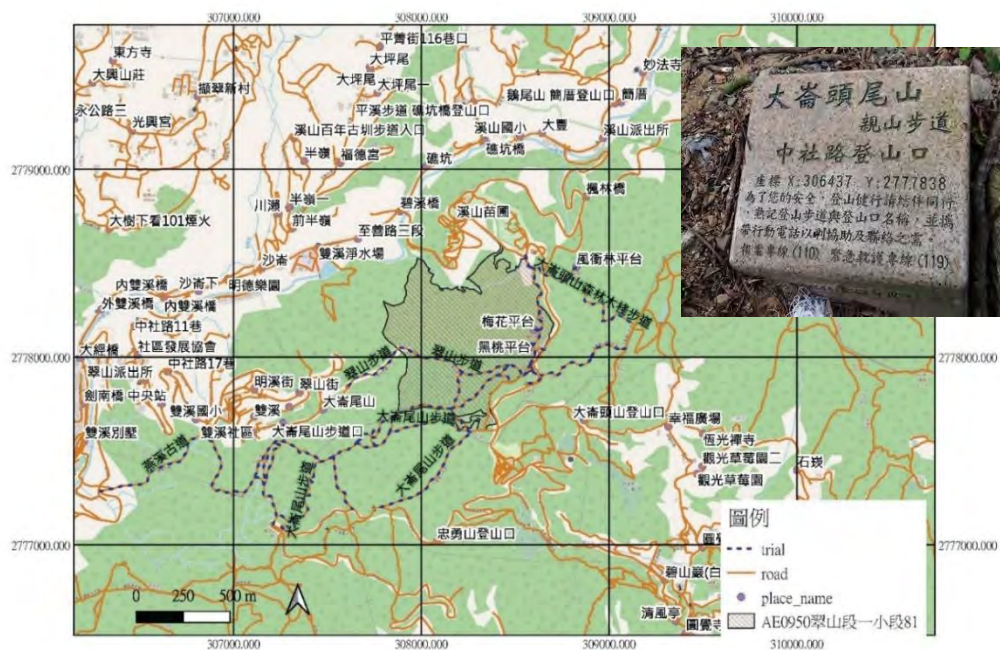 307000.000
308000.000
309000.000
310000.000
平菁街116巷口
東方寺
大坪尾
大興山莊
大坪尾一
妙法寺
擷翠新村
平溪步道 礁坑橋登山口
鵝尾山
簡厝登山口
簡厝
永公路三
光興宮
溪山百年古圳步道入口
溪山國小
大豐
溪山派出所
半嶺
福德宮
礁坑
礁坑橋
2779000.000
楓林橋
川瀨
半嶺一
前半嶺
碧溪橋
溪山苗圃
大樹下看101煙火
至善路三段
雙溪淨水場
風衝林平台
沙崙
大崙頭山森林木棧步道
內雙溪橋
沙崙下
明德樂園
外雙溪橋
內雙溪橋
中社路11巷
梅花平台
大經橋
社區發展協會
黑桃平台
2778000.000
中社路17巷
翠山步道
翠山步道
翠山派出所
明溪街
翠山街
劍南橋
中央站
大崙尾山
大崙頭山登山口
雙溪國小
雙溪
大崙尾山步道
幸福廣場
雙溪別墅
雙溪社區
大崙尾山步道口
恆光禪寺
燕溪古道
大崙尾山步道
大崙尾山步道
觀光草莓園二
石崁
觀光草莓園
忠勇山登山口
2777000.000
2777000.000
碧山巖(白
清風亭
圓覺寺
0 250 500 m
圖例
trial
road
place_name
AE0950翠山段一小段81
307000.000
308000.000
309000.000
310000.000
大崙頭尾山
親山步道
中社路登山口
座標 X:306437 Y:2777838
為了您的安全，登山健行請結伴同行，
熟記登山步道與登山口名稱，並攜
帶行動電話以利協助及聯絡之需。
報案專線(110) 緊急救護專線(119)